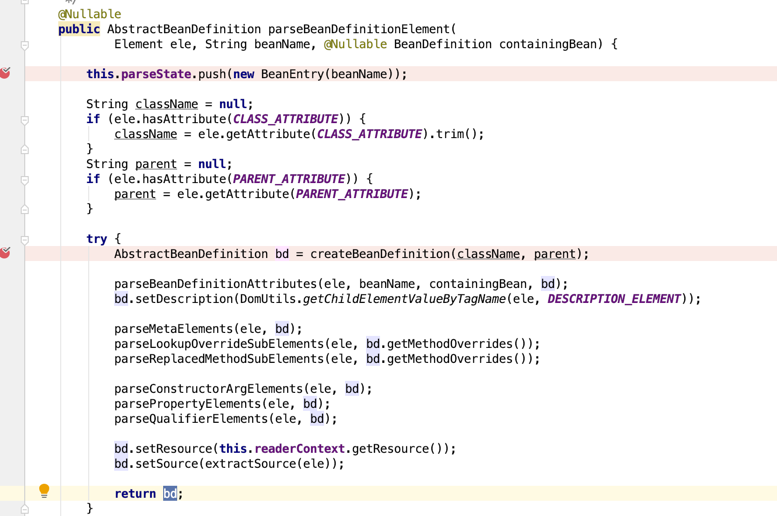 */
@Nullable
public AbstractBeanDefinition parseBeanDefinitionElement(
Element ele, String beanName, @Nullable BeanDefinition containingBean) {
this.parseState.push(new BeanEntry(beanName));
String className = null;
if (ele.hasAttribute(CLASS_ATTRIBUTE)) {
className = ele.getAttribute(CLASS_ATTRIBUTE).trim();
}
String parent = null;
if (ele.hasAttribute(PARENT_ATTRIBUTE)) {
parent = ele.getAttribute(PARENT_ATTRIBUTE);
}
try {
AbstractBeanDefinition bd = createBeanDefinition(className, parent);
parseBeanDefinitionAttributes(ele, beanName, containingBean, bd);
bd.setDescription(DomUtils.getChildElementValueByTagName(ele, DESCRIPTION_ELEMENT));
parseMetaElements(ele, bd);
parseLookupOverrideSubElements(ele, bd.getMethodOverrides());
parseReplacedMethodSubElements(ele, bd.getMethodOverrides());
parseConstructorArgElements(ele, bd);
parsePropertyElements(ele, bd);
parseQualifierElements(ele, bd);
bd.setResource(this.readerContext.getResource());
bd.setSource(extractSource(ele));
return bd;
}